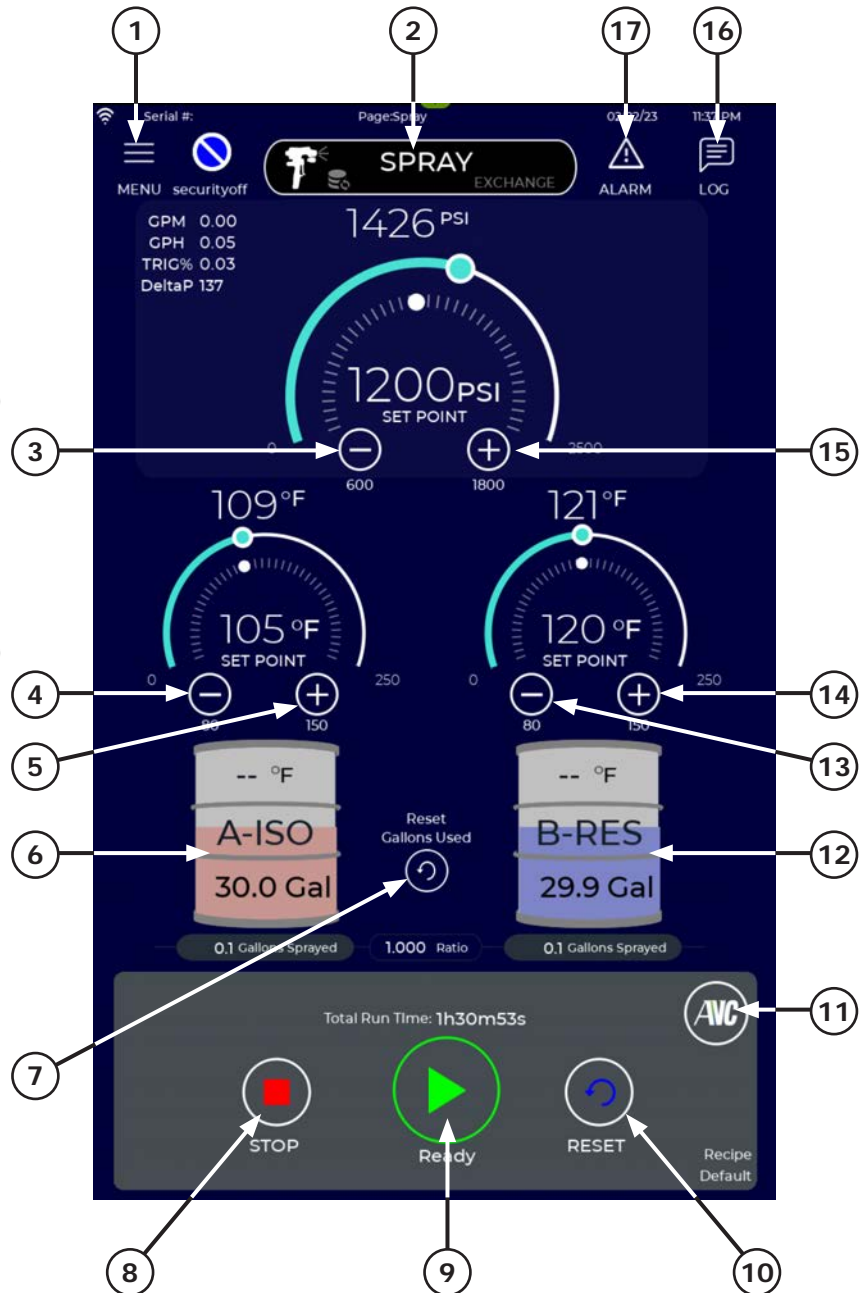 1
2
17
16
Serial #:
Page:Spray
11:37 PM
SPRAY
EXCHANGE
MENU
securityoff
ALARM
LOG
GPM 0.00
GPH 0.05
TRIG% 0.03
DeltaP 137
1426 PSI
1200 PSI
SET POINT
0
2500
3
15
600
1800
109 °F
121 °F
105 °F
SET POINT
120 °F
SET POINT
0
250
0
250
4
14
80
150
80
150
5
13
-- °F
-- °F
A-ISO
Reset
Gallons Used
B-RES
6
12
30.0 Gal
29.9 Gal
0.1 Gallons Sprayed
1.000 Ratio
0.1 Gallons Sprayed
AVC
11
Total Run TIme: 1h30m53s
7
STOP
Ready
RESET
Recipe
Default
8
9
10